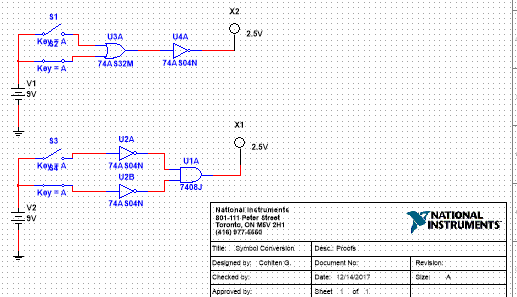 S1
X2
2.5V
U3A
U4A
Key = A
S2
74AS32M
74AS04N
Key = A
V1
9V
X1
2.5V
S3
U2A
Key = A
S4
74AS04N
U1A
Key = A
U2B
7408J
74AS04N
V2
9V
National Instruments
801-111 Peter Street
Toronto, ON M5V 2H1
(416) 977-5550
NATIONAL
INSTRUMENTS
Title: Symbol Conversion Desc.: Proofs
Designed by: Cohlten G. Document No: Revision:
Checked by: Date: 12/14/2017 Size: A
Approved by: Sheet 1 of 1